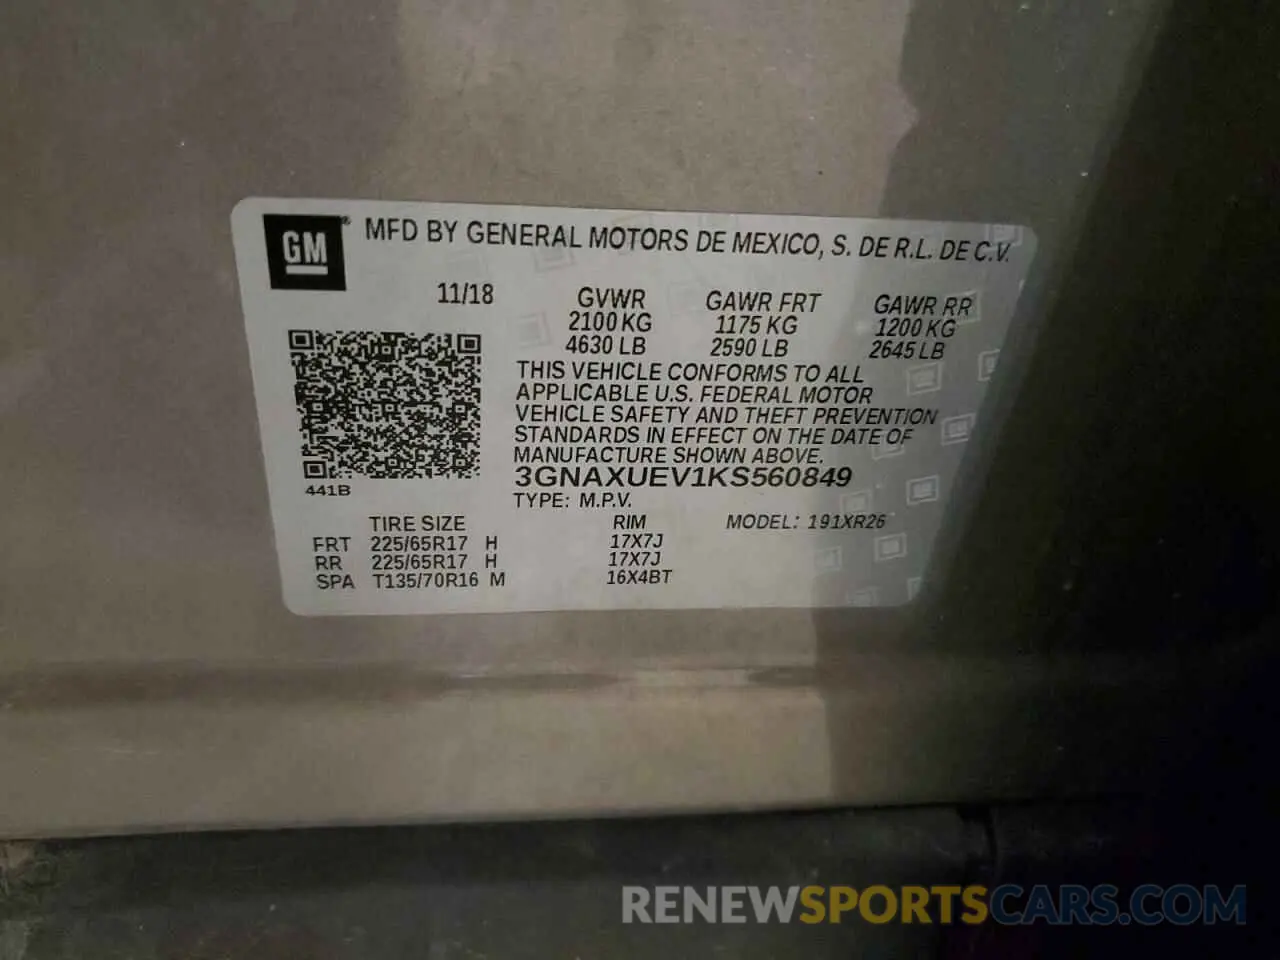 GM ® MFD BY GENERAL MOTORS DE MEXICO, S. DE R.L. DE C.V.
11/18 GVWR GAWR FRT GAWR RR
2100 KG 1175 KG 1200 KG
4630 LB 2590 LB 2645 LB
THIS VEHICLE CONFORMS TO ALL
APPLICABLE U.S. FEDERAL MOTOR
VEHICLE SAFETY AND THEFT PREVENTION
STANDARDS IN EFFECT ON THE DATE OF
MANUFACTURE SHOWN ABOVE.
3GNAXUEV1KS560849
441B
TYPE: M.P.V.
TIRE SIZE RIM MODEL: 191XR26
FRT 225/65R17 H 17X7J
RR 225/65R17 H 17X7J
SPA T135/70R16 M 16X4BT
RENEWSPORTSCARS.COM